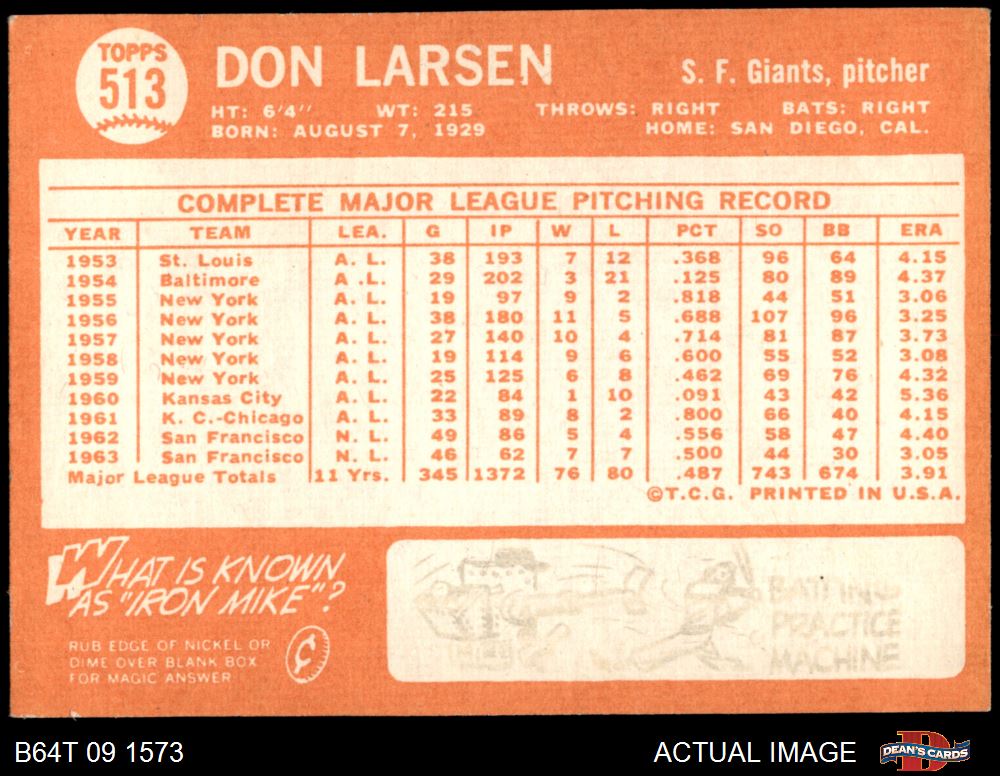 TOPPS
513
DON LARSEN
S. F. Giants, pitcher
HT: 6'4" WT: 215 THROWS: RIGHT BATS: RIGHT
BORN: AUGUST 7, 1929 HOME: SAN DIEGO, CAL.
COMPLETE MAJOR LEAGUE PITCHING RECORD
YEAR TEAM LEA. G IP W L PCT SO BB ERA
1953 St. Louis A. L. 38 193 7 12 .368 96 64 4.15
1954 Baltimore A .L. 29 202 3 21 .125 80 89 4.37
1955 New York A. L. 19 97 9 2 .818 44 51 3.06
1956 New York A. L. 38 180 11 5 .688 107 96 3.25
1957 New York A. L. 27 140 10 4 .714 81 87 3.73
1958 New York A. L. 19 114 9 6 .600 55 52 3.08
1959 New York A. L. 25 125 6 8 .462 69 76 4.32
1960 Kansas City A. L. 22 84 1 10 .091 43 42 5.36
1961 K. C.-Chicago A. L. 33 89 8 2 .800 66 40 4.15
1962 San Francisco N. L. 49 86 5 4 .556 58 47 4.40
1963 San Francisco N. L. 46 62 7 7 .500 44 30 3.05
Major League Totals 11 Yrs. 345 1372 76 80 .487 743 674 3.91
©T.C.G. PRINTED IN U.S.A.
WHAT IS KNOWN
AS "IRON MIKE"?
RUB EDGE OF NICKEL OR
DIME OVER BLANK BOX
FOR MAGIC ANSWER
BATTING
PRACTICE
MACHINE
B64T 09 1573
ACTUAL IMAGE
DEAN'S CARDS